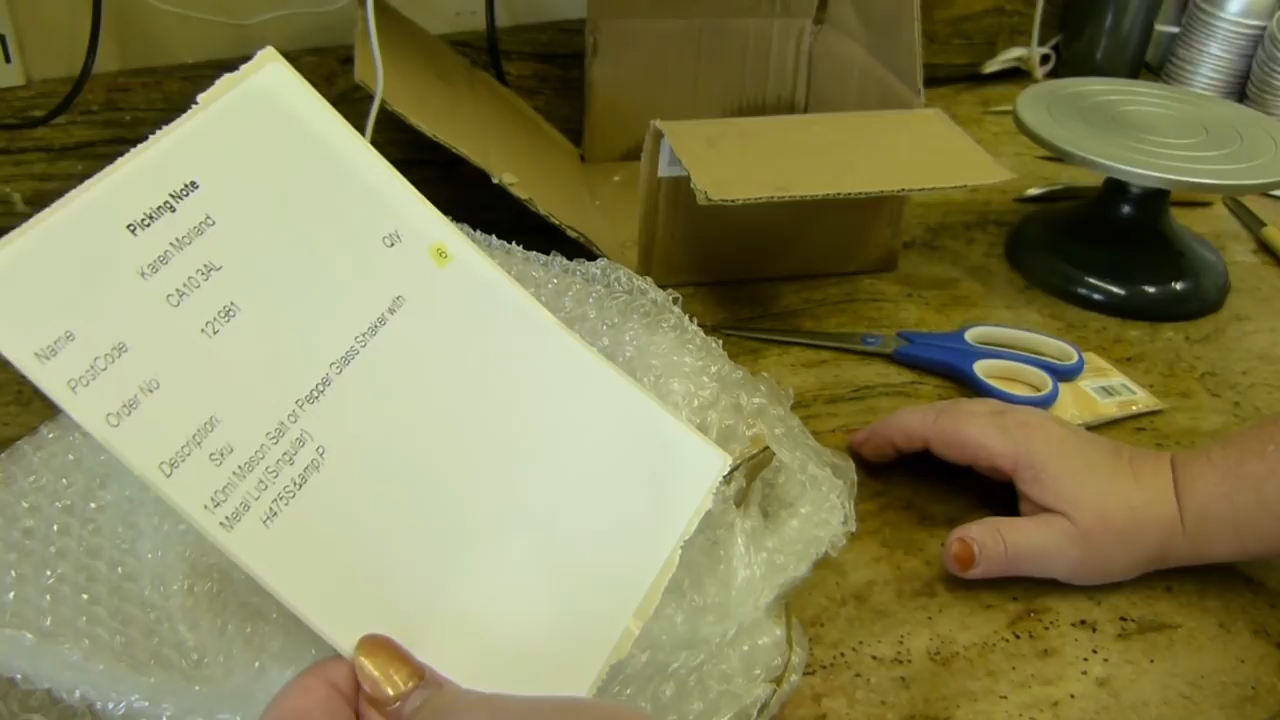 Picking Note
Name Karen Morland
PostCode CA10 3AL
Order No 121981
Description: Qty:
Sku
140ml Mason Salt or Pepper Glass Shaker with 6
Metal Lid (Singular)
H475S&amp;P